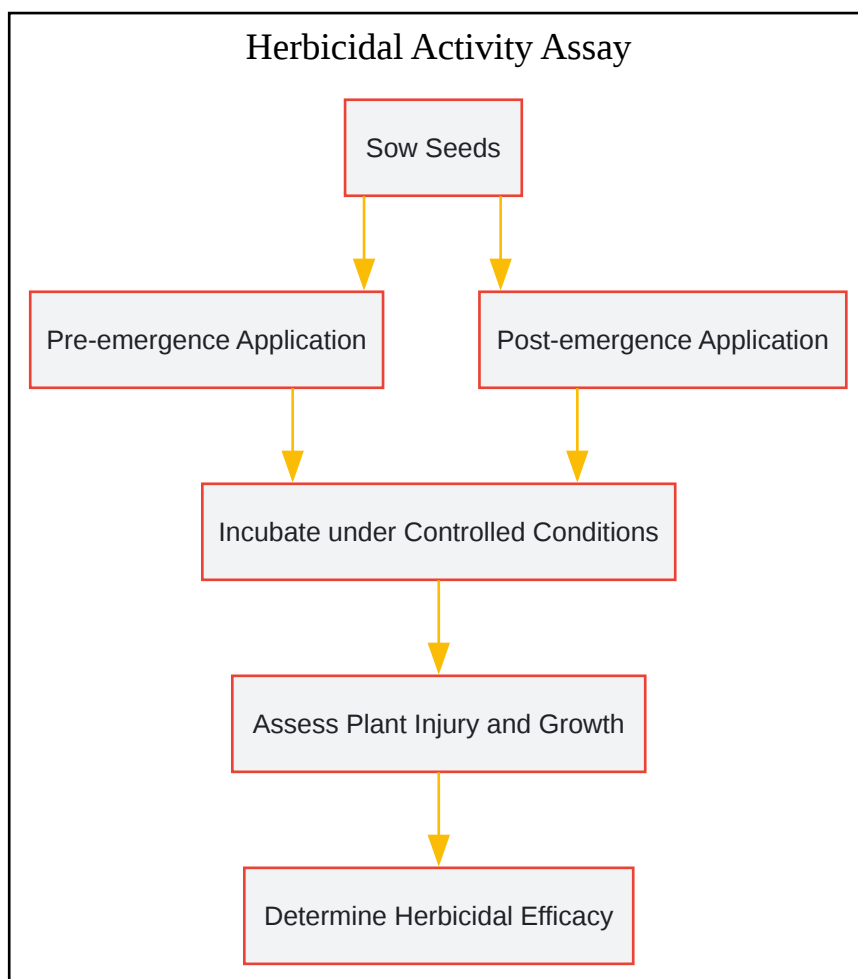 Herbicidal Activity Assay
Sow Seeds
Pre-emergence Application
Post-emergence Application
Incubate under Controlled Conditions
Assess Plant Injury and Growth
Determine Herbicidal Efficacy